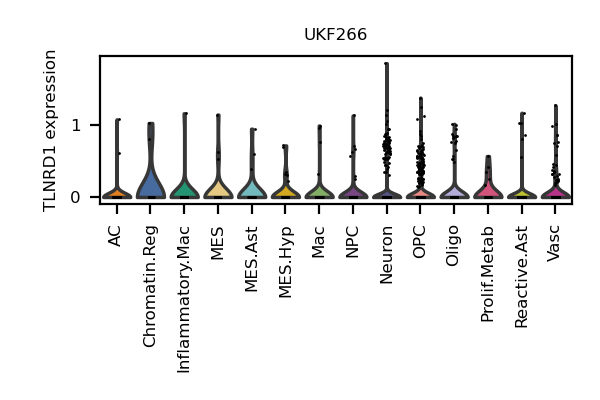 UKF266
TLNRD1 expression
1
0
AC
Chromatin.Reg
Inflammatory.Mac
MES
MES.Ast
MES.Hyp
Mac
NPC
Neuron
OPC
Oligo
Prolif.Metab
Reactive.Ast
Vasc